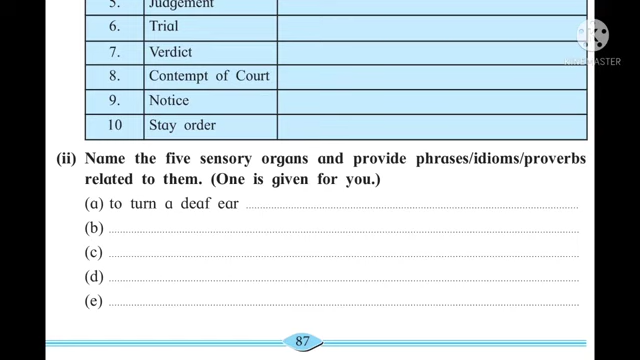 5. Judgement
6. Trial
7. Verdict
8. Contempt of Court
9. Notice
10 Stay order
(ii) Name the five sensory organs and provide phrases/idioms/proverbs
related to them. (One is given for you.)
(a) to turn a deaf ear
(b)
(c)
(d)
(e)
87